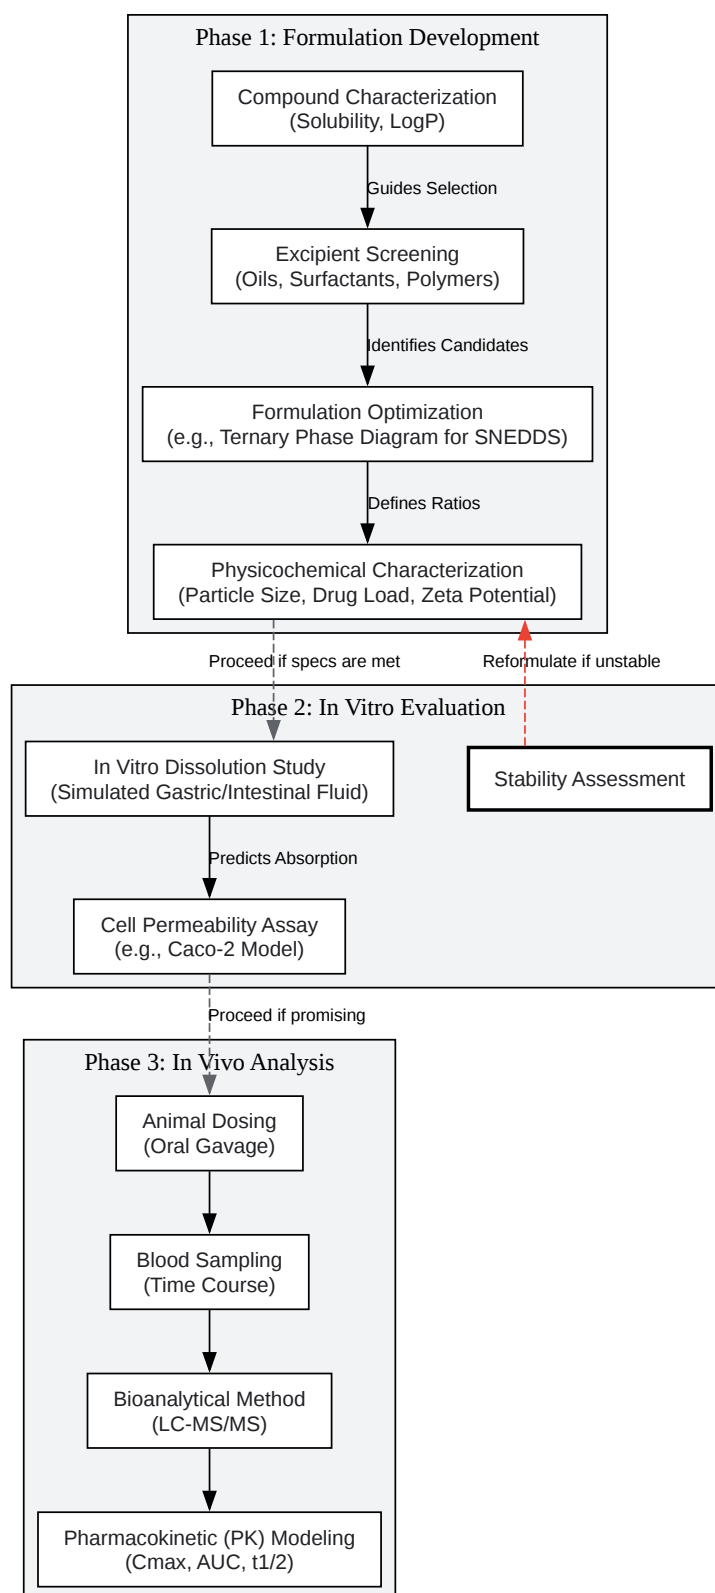 Phase 1: Formulation Development
Compound Characterization
(Solubility, LogP)
Guides Selection
Excipient Screening
(Oils, Surfactants, Polymers)
Identifies Candidates
Formulation Optimization
(e.g., Ternary Phase Diagram for SNEDDS)
Defines Ratios
Physicochemical Characterization
(Particle Size, Drug Load, Zeta Potential)
Proceed if specs are met
Reformulate if unstable
Phase 2: In Vitro Evaluation
In Vitro Dissolution Study
(Simulated Gastric/Intestinal Fluid)
Stability Assessment
Predicts Absorption
Cell Permeability Assay
(e.g., Caco-2 Model)
Proceed if promising
Phase 3: In Vivo Analysis
Animal Dosing
(Oral Gavage)
Blood Sampling
(Time Course)
Bioanalytical Method
(LC-MS/MS)
Pharmacokinetic (PK) Modeling
(Cmax, AUC, t1/2)